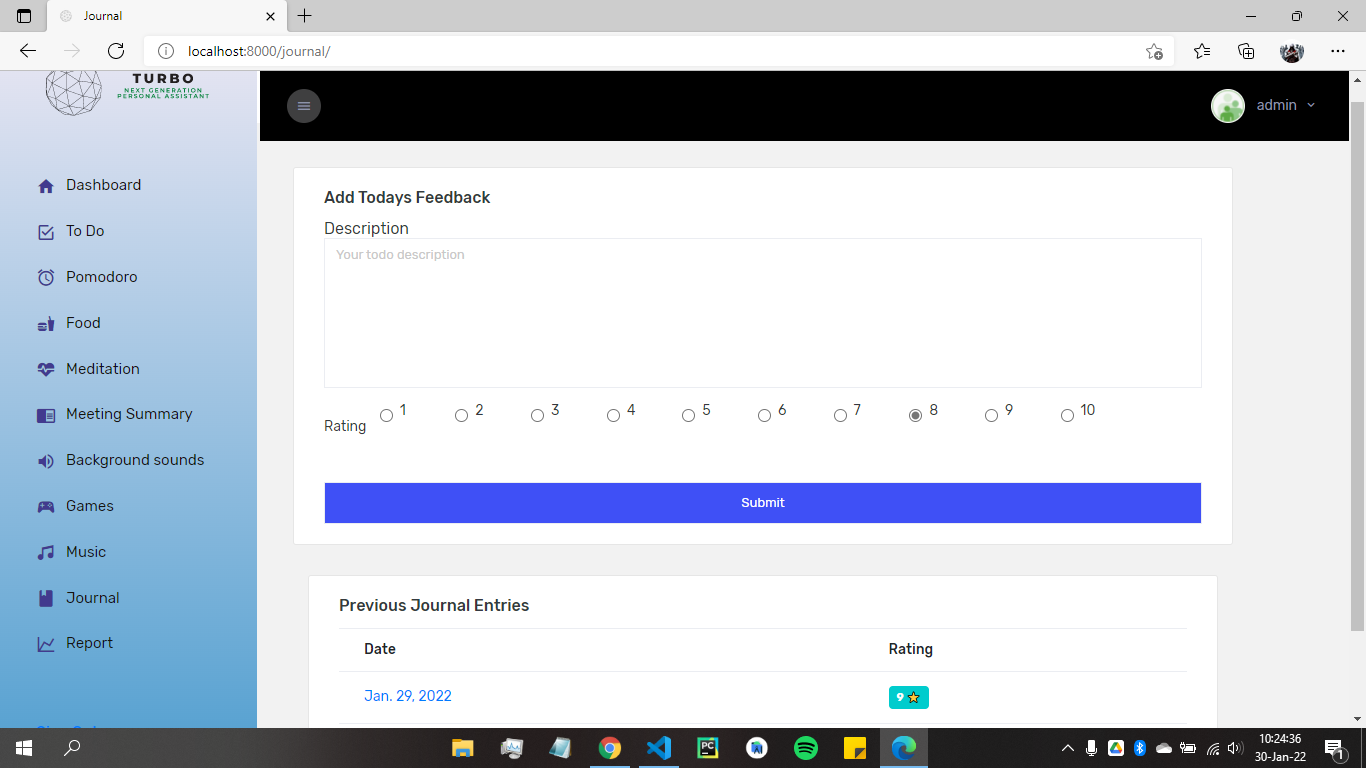 Journal
localhost:8000/journal/
TURBO
NEXT GENERATION
PERSONAL ASSISTANT
admin
Dashboard
To Do
Pomodoro
Food
Meditation
Meeting Summary
Background sounds
Games
Music
Journal
Report
Add Todays Feedback
Description
Your todo description
Rating 1 2 3 4 5 6 7 8 9 10
Submit
Previous Journal Entries
Date Rating
Jan. 29, 2022 9
PC
10:24:36
30-Jan-22
1